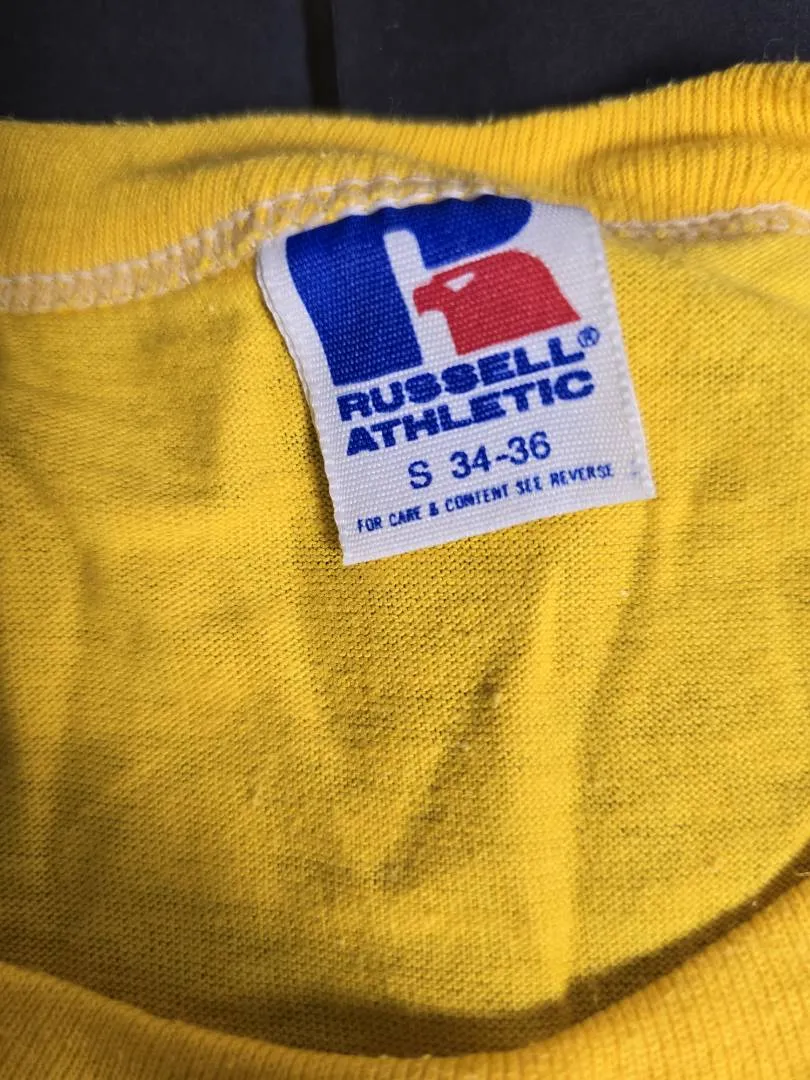 RUSSELL®
ATHLETIC
S 34-36
FOR CARE & CONTENT SEE REVERSE